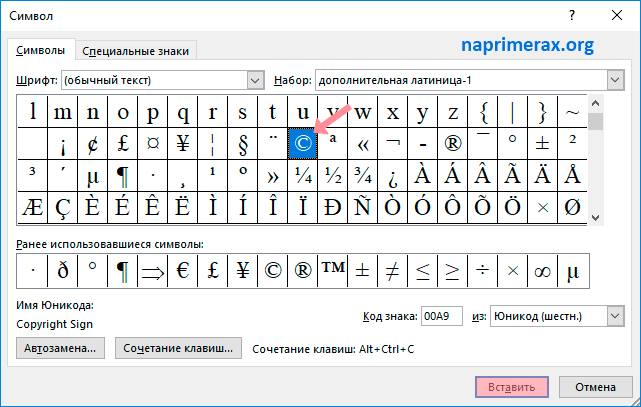 Символ
Символы
Специальные знаки
naprimerax.org
Шрифт: (обычный текст)
Набор: дополнительная латиница-1
l m n o p q r s t u v w x y z { | } ~
¡ ¢ £ ¤ ¥ ¦ § ¨ © ª « ¬ - ® ¯ ° ± ²
³ ´ µ ¶ · ¸ ¹ º » ¼ ½ ¾ ¿ À Á Â Ã Ä Å
Æ Ç È É Ê Ë Ì Í Î Ï Ð Ñ Ò Ó Ô Õ Ö × Ø
Ранее использовавшиеся символы:
· ð ° ¶ ⇒ € £ ¥ © ® ™ ± ≠ ≤ ≥ ÷ × ∞ µ
Имя Юникода:
Copyright Sign
Код знака: 00A9 из: Юникод (шестн.)
Автозамена... Сочетание клавиш... Сочетание клавиш: Alt+Ctrl+C
Вставить Отмена